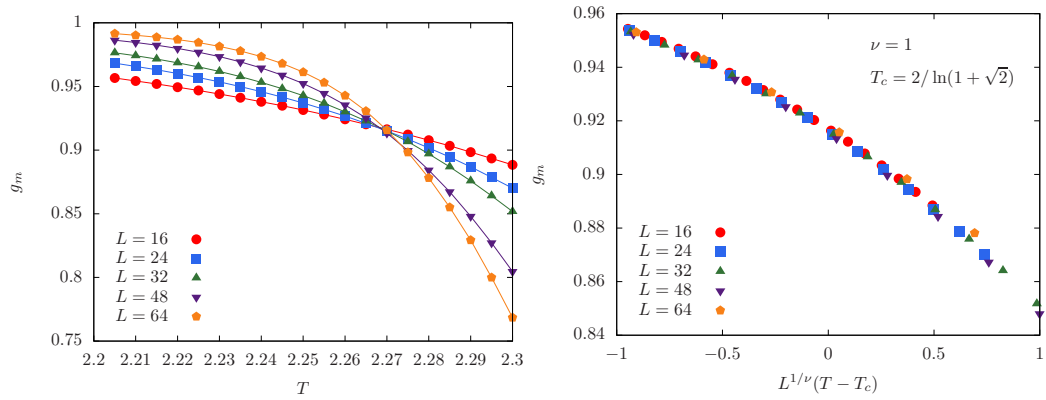 1
0.95
0.9
0.85
0.8
0.75
g_m
L = 16
L = 24
L = 32
L = 48
L = 64
2.2 2.21 2.22 2.23 2.24 2.25 2.26 2.27 2.28 2.29 2.3
T
0.96
0.94
0.92
0.9
0.88
0.86
0.84
g_m
ν = 1
T_c = 2/ ln(1 + √2)
L = 16
L = 24
L = 32
L = 48
L = 64
−1 −0.5 0 0.5 1
L^{1/ν}(T − T_c)